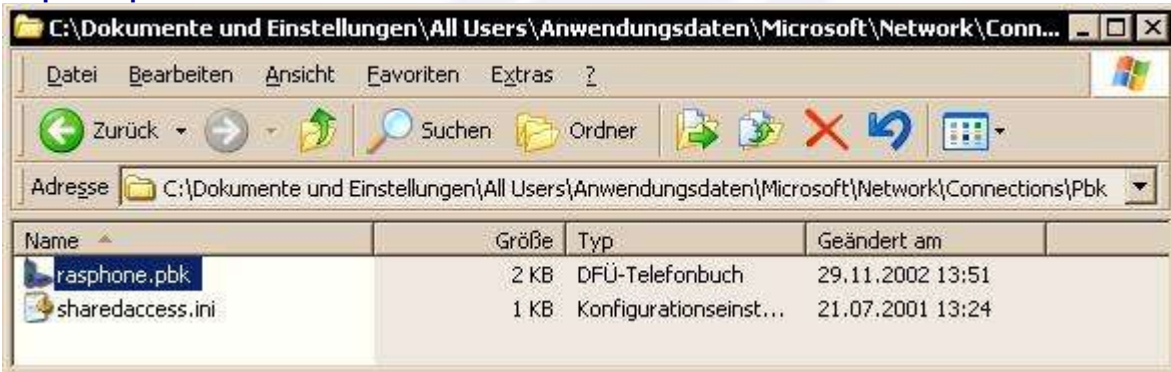 C:\Dokumente und Einstellungen\All Users\Anwendungsdaten\Microsoft\Network\Conn...
Datei Bearbeiten Ansicht Favoriten Extras ?
Zurück Suchen Ordner
Adresse C:\Dokumente und Einstellungen\All Users\Anwendungsdaten\Microsoft\Network\Connections\Pbk
Name Größe Typ Geändert am
rasphone.pbk 2 KB DFÜ-Telefonbuch 29.11.2002 13:51
sharedaccess.ini 1 KB Konfigurationseinst... 21.07.2001 13:24